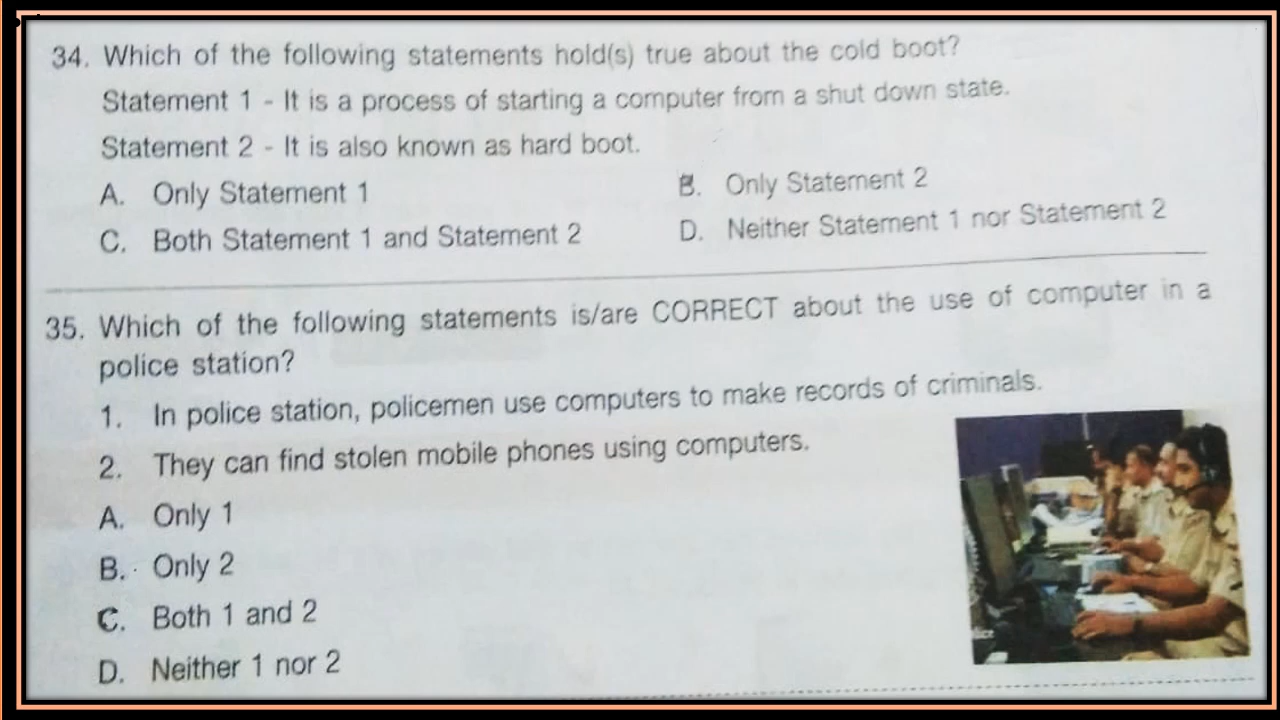 34. Which of the following statements hold(s) true about the cold boot?
Statement 1 - It is a process of starting a computer from a shut down state.
Statement 2 - It is also known as hard boot.
A. Only Statement 1
B. Only Statement 2
C. Both Statement 1 and Statement 2
D. Neither Statement 1 nor Statement 2
35. Which of the following statements is/are CORRECT about the use of computer in a
police station?
1. In police station, policemen use computers to make records of criminals.
2. They can find stolen mobile phones using computers.
A. Only 1
B. Only 2
C. Both 1 and 2
D. Neither 1 nor 2